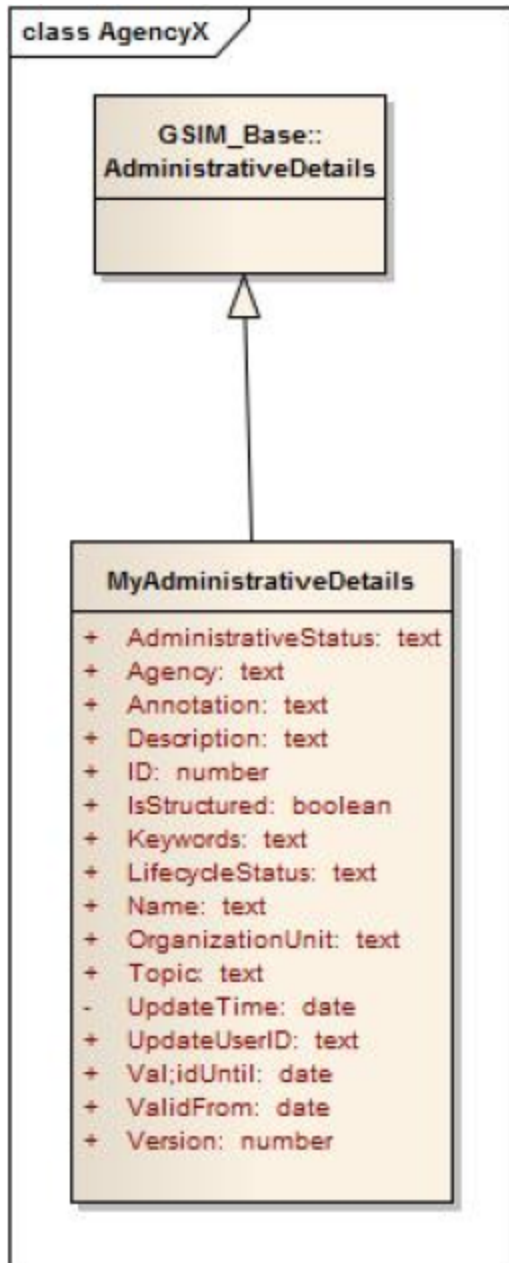 class AgencyX
GSIM_Base::
AdministrativeDetails
MyAdministrativeDetails
+ AdministrativeStatus: text
+ Agency: text
+ Annotation: text
+ Description: text
+ ID: number
+ IsStructured: boolean
+ Keywords: text
+ LifecycleStatus: text
+ Name: text
+ OrganizationUnit: text
+ Topic: text
- UpdateTime: date
+ UpdateUserID: text
+ Val;idUntil: date
+ ValidFrom: date
+ Version: number